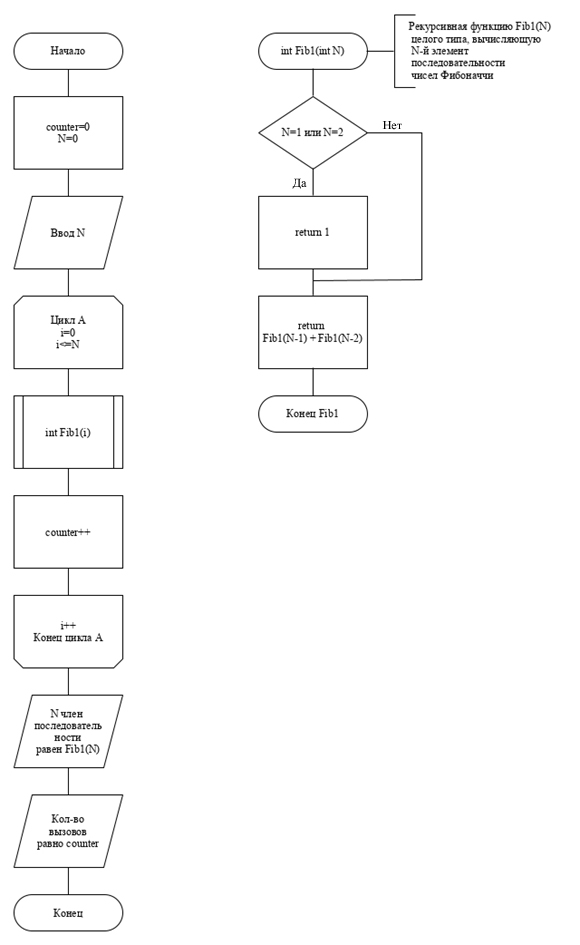 Начало
counter=0
N=0
Ввод N
Цикл А
i=0
i<=N
int Fib1(i)
counter++
i++
Конец цикла А
N член
последователь
ности
равен Fib1(N)
Кол-во
вызовов
равно counter
Конец
int Fib1(int N)
Рекурсивная функцию Fib1(N)
целого типа, вычисляющую
N-й элемент
последовательности
чисел Фибоначчи
N=1 или N=2
Нет
Да
return 1
return
Fib1(N-1) + Fib1(N-2)
Конец Fib1